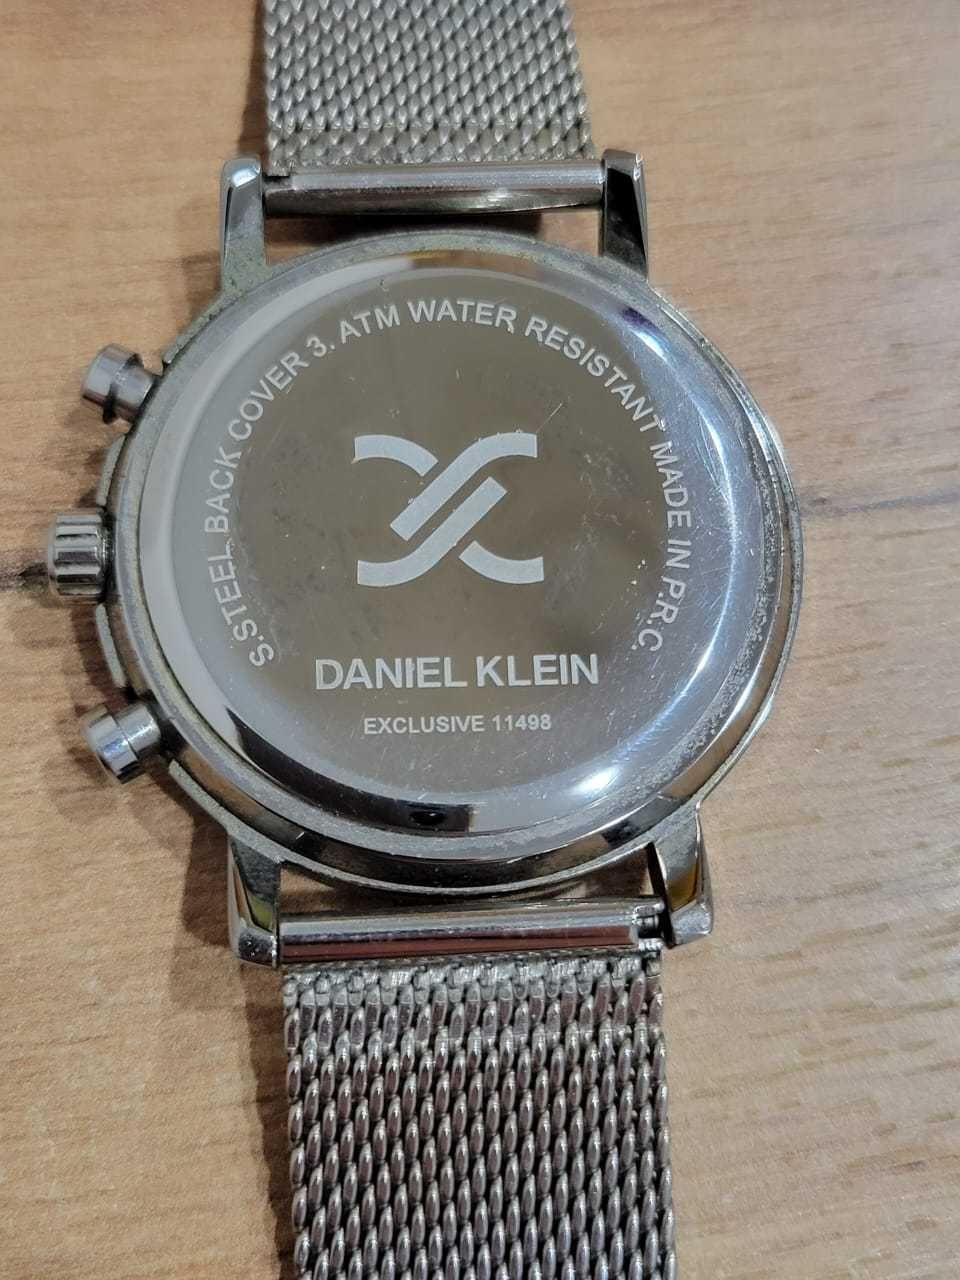 S.STEEL BACK COVER 3. ATM WATER RESISTANT MADE IN P.R.C.
DANIEL KLEIN
EXCLUSIVE 11498